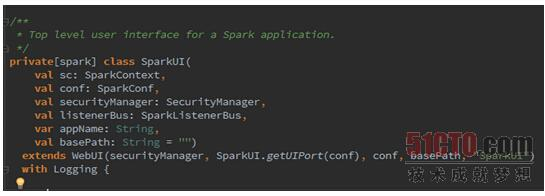 /**
 * Top level user interface for a Spark application.
 */
private[spark] class SparkUI(
    val sc: SparkContext,
    val conf: SparkConf,
    val securityManager: SecurityManager,
    val listenerBus: SparkListenerBus,
    var appName: String,
    val basePath: String = "")
  extends WebUI(securityManager, SparkUI.getUIPort(conf), conf, basePath, "SparkUI")
  with Logging {
51CTO.com
技术成就梦想